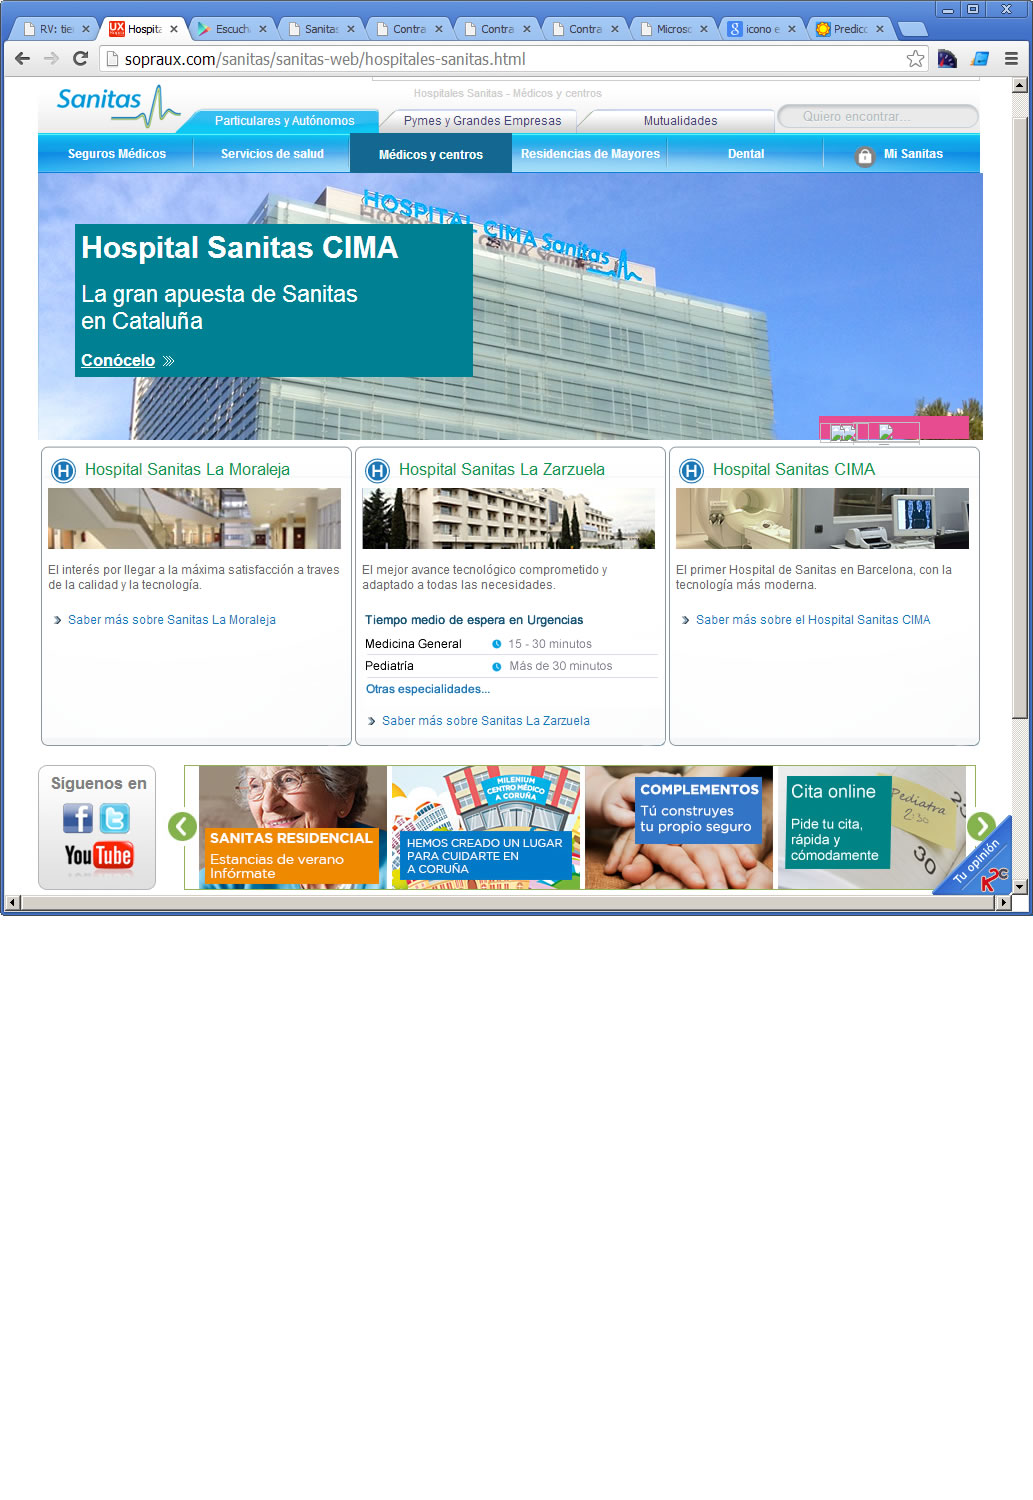 RV: tie
Hospita
Escuch
Sanitas
Contra
Contra
Contra
Microso
icono e
Predicc
sopraux.com/sanitas/sanitas-web/hospitales-sanitas.html
Sanitas
Hospitales Sanitas - Médicos y centros
Particulares y Autónomos
Pymes y Grandes Empresas
Mutualidades
Quiero encontrar...
Seguros Médicos
Servicios de salud
Médicos y centros
Residencias de Mayores
Dental
Mi Sanitas
HOSPITAL CIMA Sanitas
Hospital Sanitas CIMA
La gran apuesta de Sanitas
en Cataluña
Conócelo
H Hospital Sanitas La Moraleja
El interés por llegar a la máxima satisfacción a traves
de la calidad y la tecnología.
Saber más sobre Sanitas La Moraleja
H Hospital Sanitas La Zarzuela
El mejor avance tecnológico comprometido y
adaptado a todas las necesidades.
Tiempo medio de espera en Urgencias
Medicina General 15 - 30 minutos
Pediatría Más de 30 minutos
Otras especialidades...
Saber más sobre Sanitas La Zarzuela
H Hospital Sanitas CIMA
El primer Hospital de Sanitas en Barcelona, con la
tecnología más moderna.
Saber más sobre el Hospital Sanitas CIMA
Síguenos en
You Tube
SANITAS RESIDENCIAL
Estancias de verano
Infórmate
MILENIUM
CENTRO MÉDICO
A CORUÑA
HEMOS CREADO UN LUGAR
PARA CUIDARTE EN
A CORUÑA
COMPLEMENTOS
Tú construyes
tu propio seguro
Cita online
Pide tu cita,
rápida y
cómodamente
Pediatra
2:30
30
Tu opinión